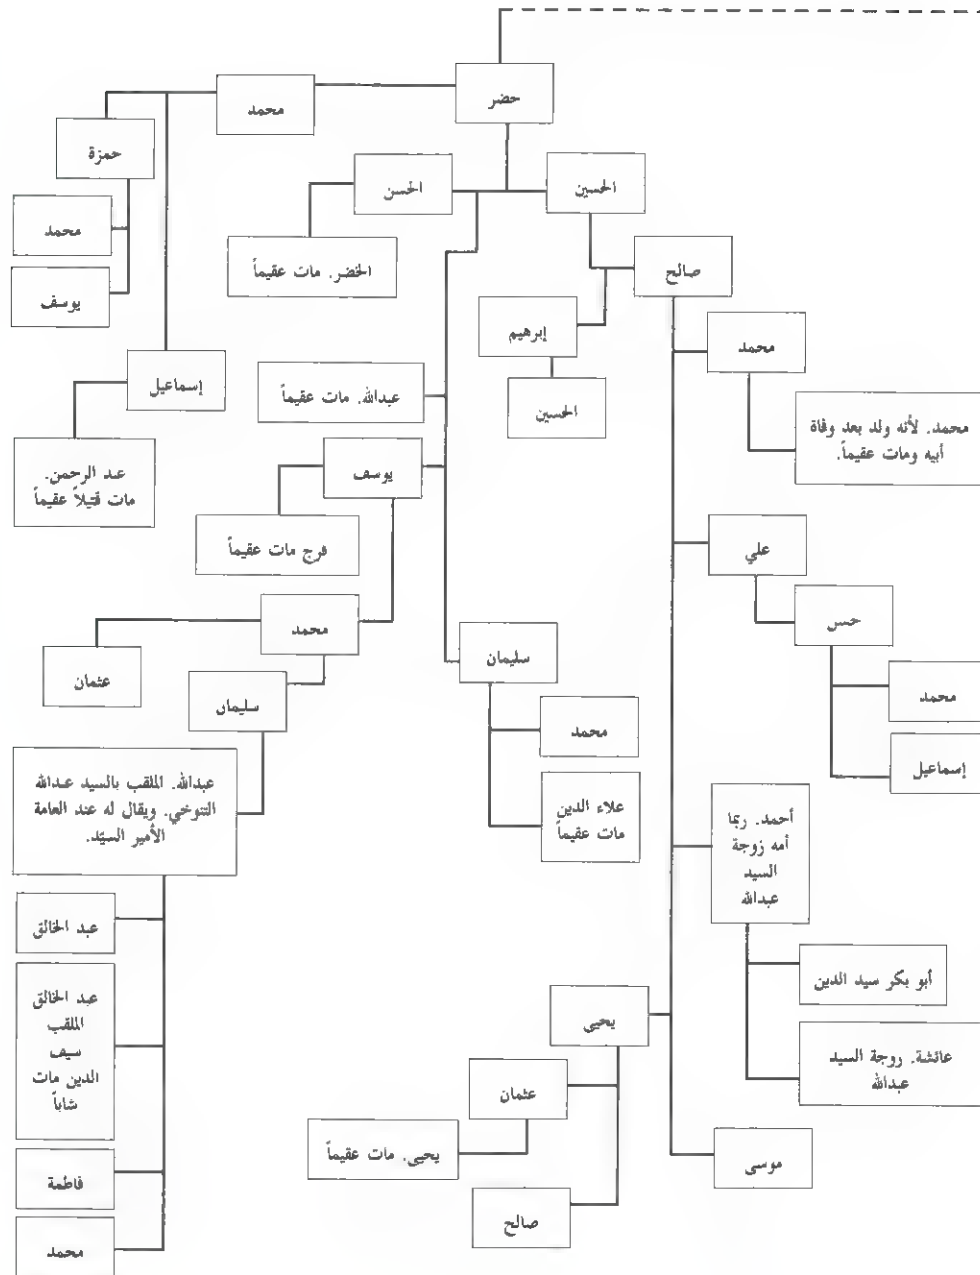 حضر
محمد
حمزة
الحسن
الحسين
محمد
صالح
الخضر. مات عقيماً
يوسف
إبرهيم
محمد
إسماعيل
عبدالله. مات عقيماً
الحسين
محمد. لأنه ولد بعد وفاة
أبيه ومات عقيماً.
يوسف
عبد الرحمن.
مات قتيلاً عقيماً
فرج مات عقيماً
علي
محمد
حسن
سليمان
عثمان
سليمان
محمد
محمد
إسماعيل
عبدالله. الملقب بالسيد عبدالله
التنوخي. ويقال له عند العامة
الأمير السيّد.
علاء الدين
مات عقيماً
أحمد. ربما
أمه زوجة
السيد
عبدالله
عبد الخالق
أبو بكر سيد الدين
عبد الخالق
الملقب
سيف
الدين مات
شاباً
يحيى
عائشة. زوجة السيد
عبدالله
عثمان
يحيى. مات عقيماً
موسى
فاطمة
صالح
محمد